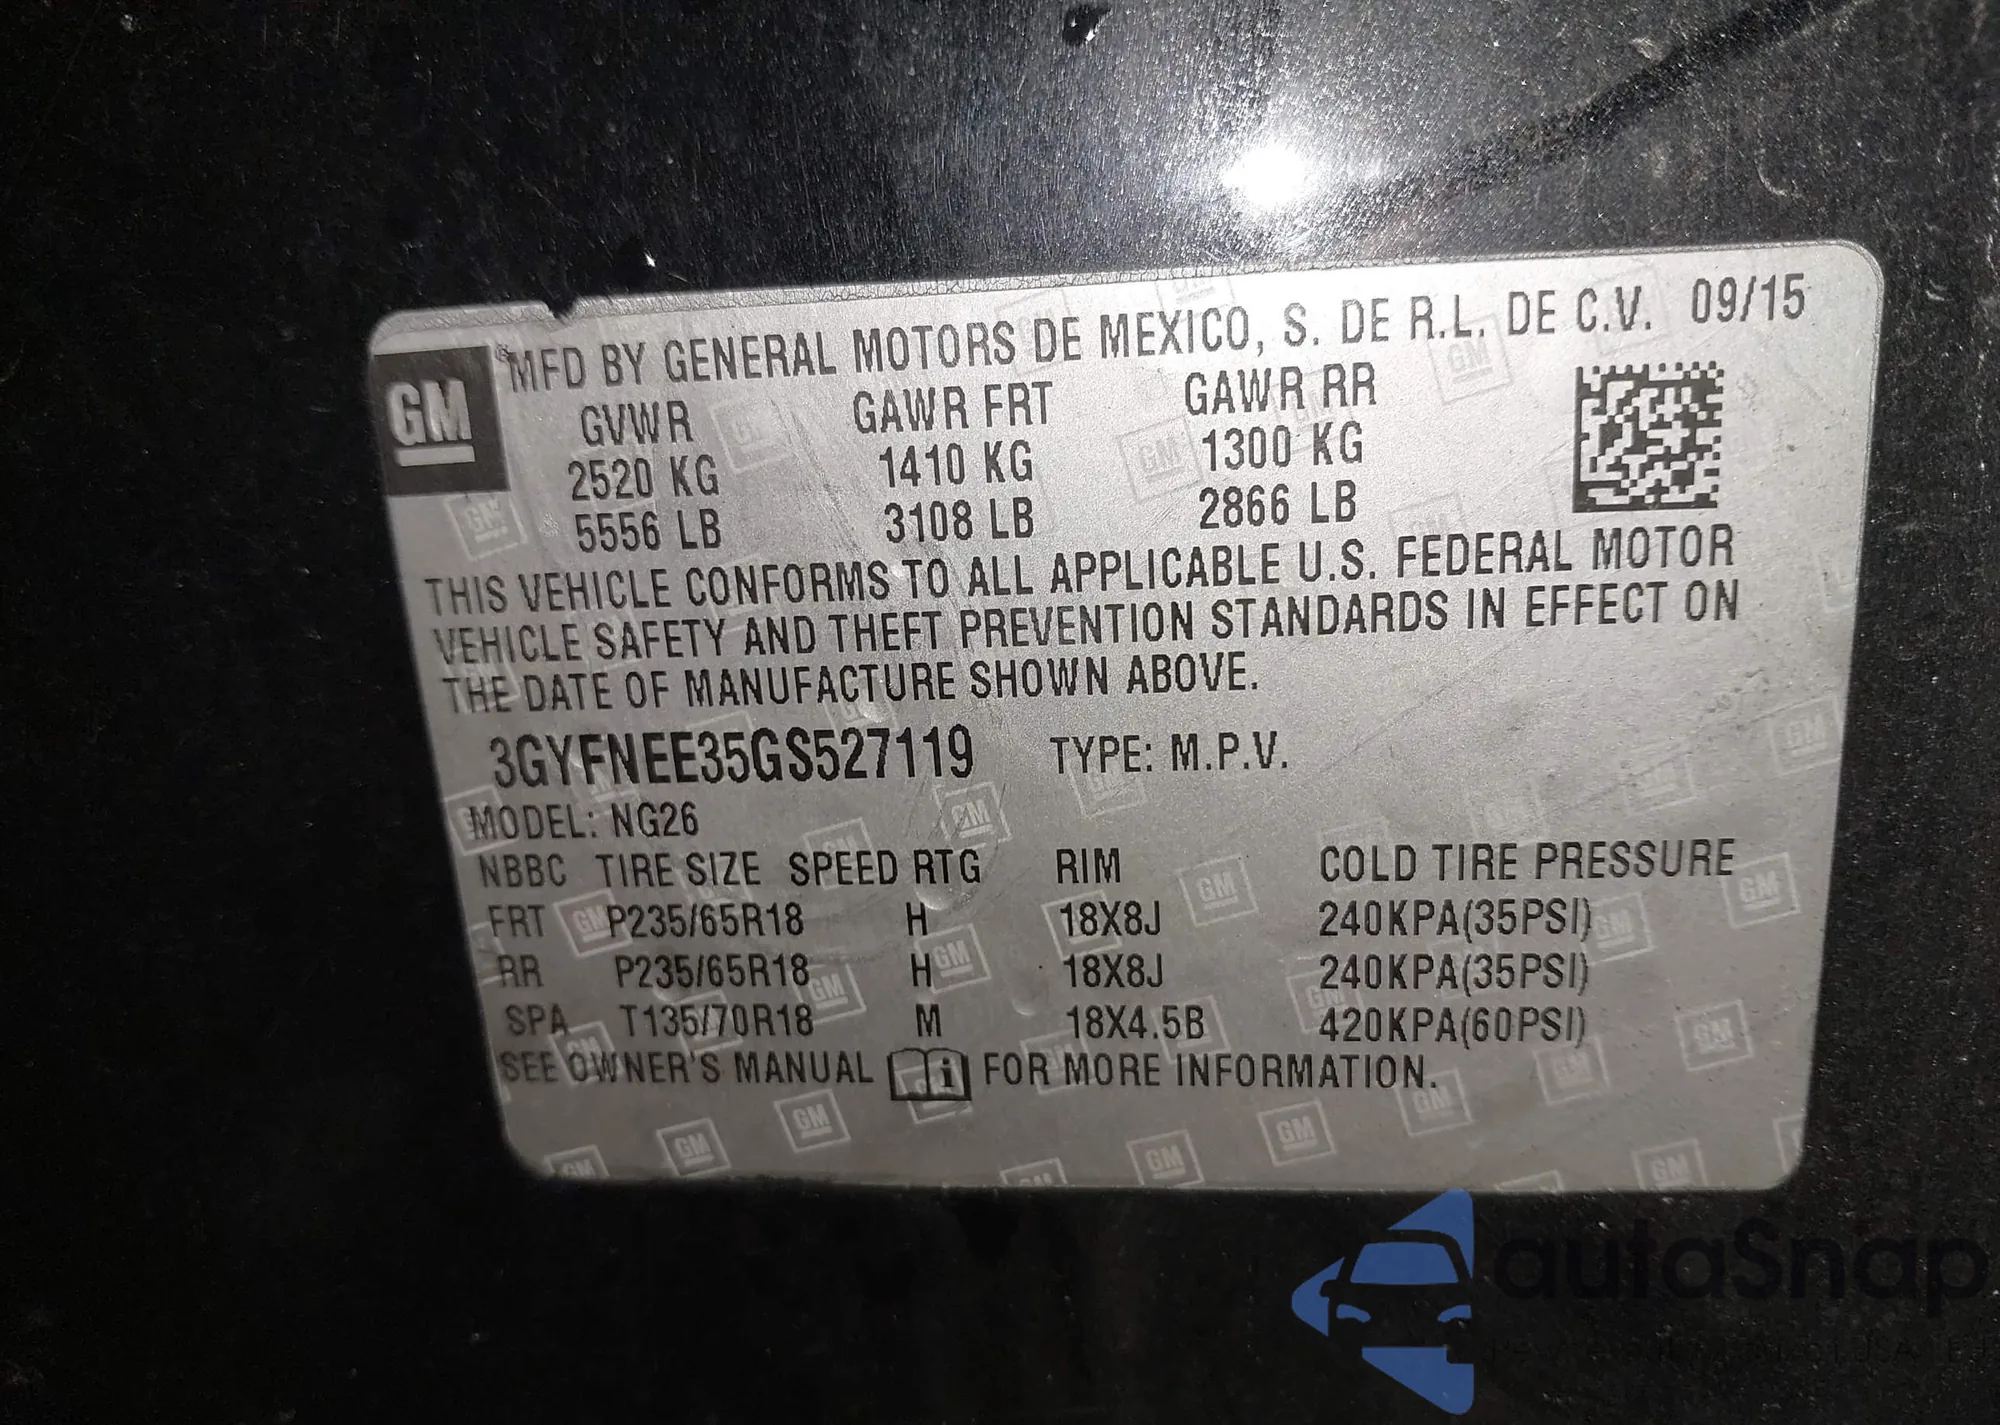 MFD BY GENERAL MOTORS DE MEXICO, S. DE R.L. DE C.V. 09/15
GM
GVWR GAWR FRT GAWR RR
2520 KG 1410 KG 1300 KG
5556 LB 3108 LB 2866 LB
THIS VEHICLE CONFORMS TO ALL APPLICABLE U.S. FEDERAL MOTOR
VEHICLE SAFETY AND THEFT PREVENTION STANDARDS IN EFFECT ON
THE DATE OF MANUFACTURE SHOWN ABOVE.
3GYFNEE35GS527119 TYPE: M.P.V.
MODEL: NG26
NBBC TIRE SIZE SPEED RTG RIM COLD TIRE PRESSURE
FRT P235/65R18 H 18X8J 240KPA(35PSI)
RR P235/65R18 H 18X8J 240KPA(35PSI)
SPA T135/70R18 M 18X4.5B 420KPA(60PSI)
SEE OWNER'S MANUAL i FOR MORE INFORMATION.
autaSnap